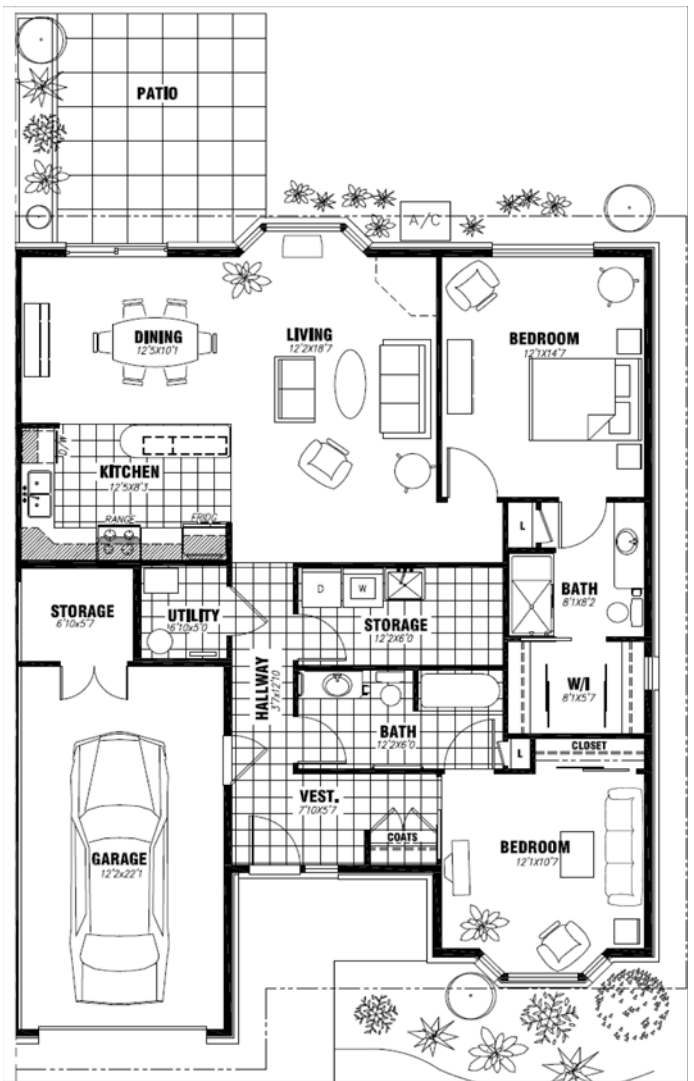 PATIO
A/C
DINING
12'5X10'1
LIVING
12'2X18'7
BEDROOM
12'1X14'7
D/W
KITCHEN
12'5X8'3
RANGE
FRIDG
L
BATH
8'1X8'2
STORAGE
6'10x5'7
UTILITY
6'10x5'0
D
W
STORAGE
12'2X6'0
HALLWAY
3'7x12'10
W/I
8'1X5'7
BATH
12'2X6'0
L
CLOSET
VEST.
7'10X5'7
COATS
BEDROOM
12'1X10'7
GARAGE
12'2x22'1